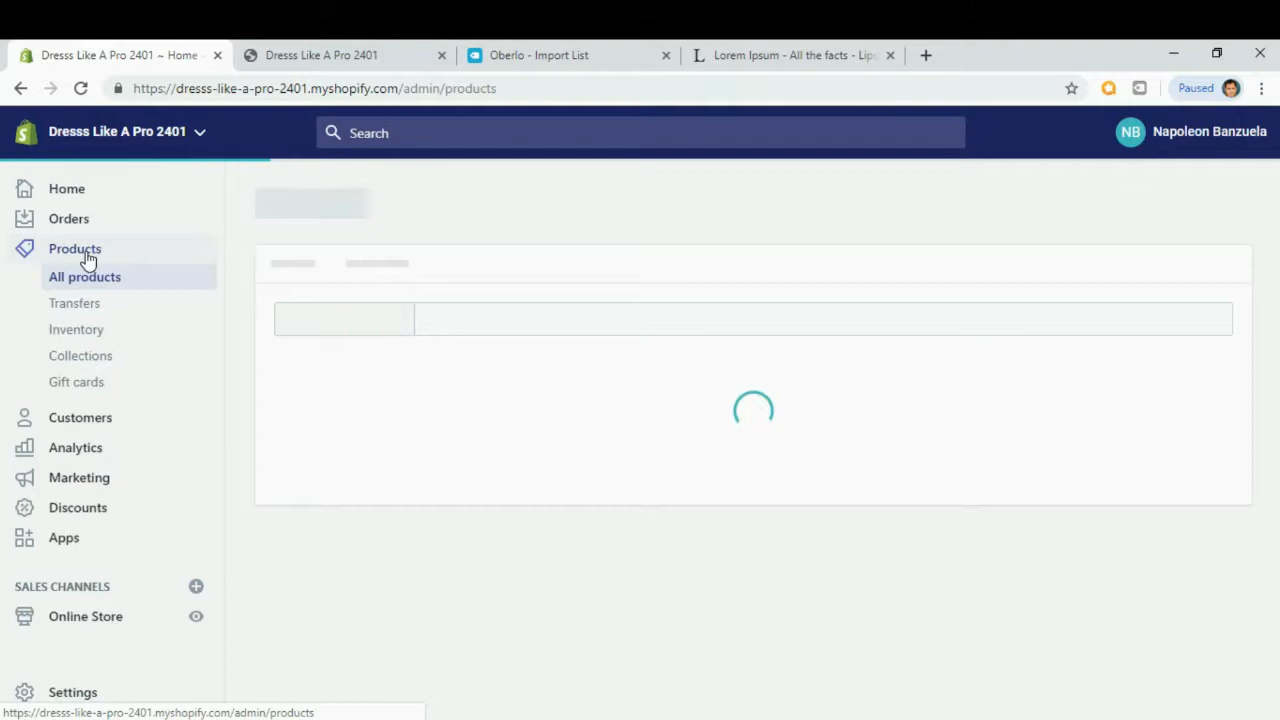 Dresss Like A Pro 2401 ~ Home
Dresss Like A Pro 2401
Oberlo - Import List
Lorem Ipsum - All the facts - Lips
https://dresss-like-a-pro-2401.myshopify.com/admin/products
Paused
Dresss Like A Pro 2401
Search
NB
Napoleon Banzuela
Home
Orders
Products
All products
Transfers
Inventory
Collections
Gift cards
Customers
Analytics
Marketing
Discounts
Apps
SALES CHANNELS
Online Store
Settings
https://dresss-like-a-pro-2401.myshopify.com/admin/products